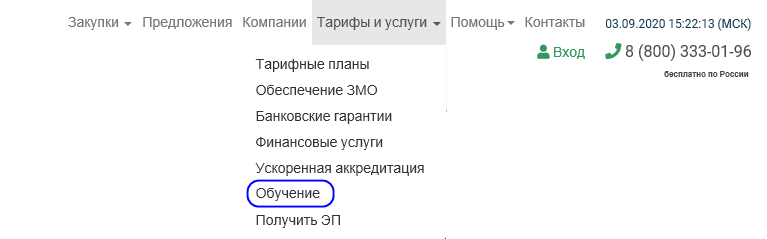 Закупки Предложения Компании Тарифы и услуги Помощь Контакты 03.09.2020 15:22:13 (МСК)
Вход 8 (800) 333-01-96
бесплатно по России
Тарифные планы
Обеспечение ЗМО
Банковские гарантии
Финансовые услуги
Ускоренная аккредитация
Обучение
Получить ЭП